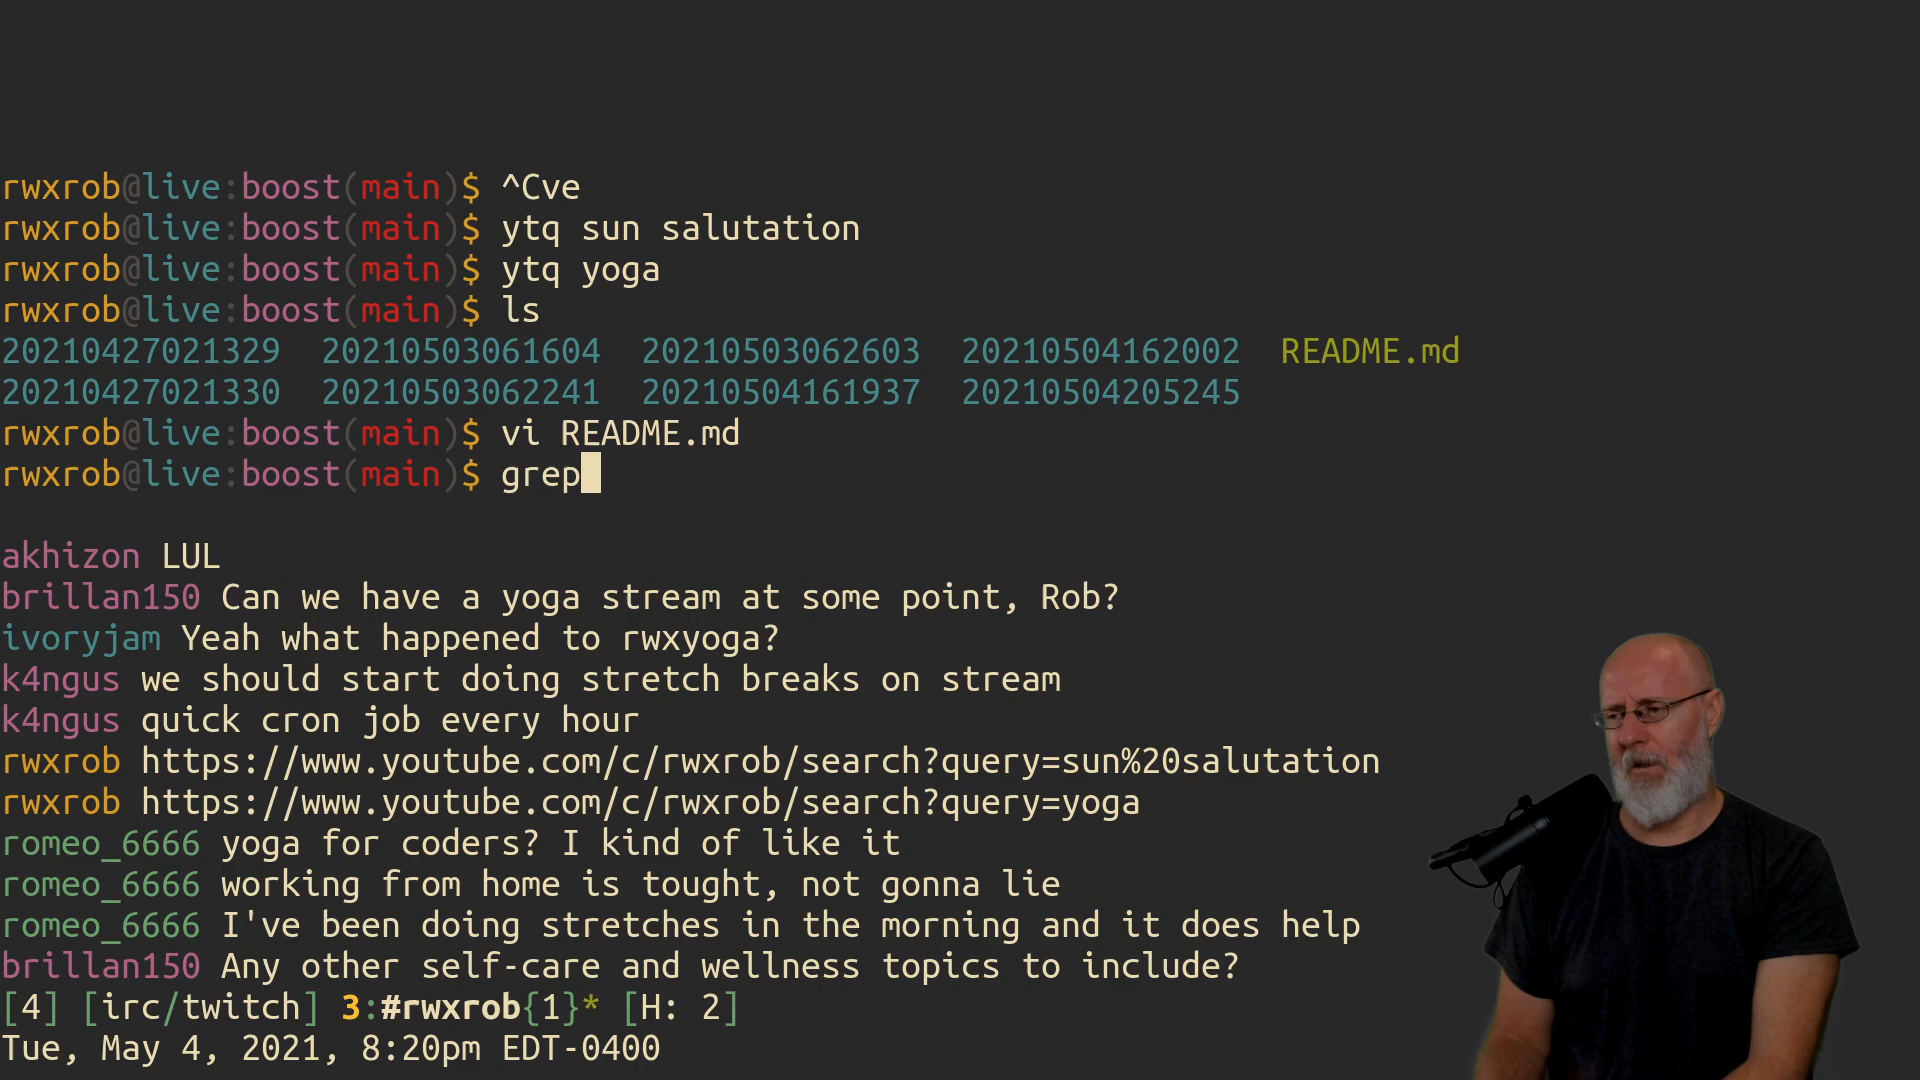 rwxrob@live:boost(main)$ ^Cve
rwxrob@live:boost(main)$ ytq sun salutation
rwxrob@live:boost(main)$ ytq yoga
rwxrob@live:boost(main)$ ls
20210427021329 20210503061604 20210503062603 20210504162002 README.md
20210427021330 20210503062241 20210504161937 20210504205245
rwxrob@live:boost(main)$ vi README.md
rwxrob@live:boost(main)$ grep
akhizon LUL
brillan150 Can we have a yoga stream at some point, Rob?
ivoryjam Yeah what happened to rwxyoga?
k4ngus we should start doing stretch breaks on stream
k4ngus quick cron job every hour
rwxrob https://www.youtube.com/c/rwxrob/search?query=sun%20salutation
rwxrob https://www.youtube.com/c/rwxrob/search?query=yoga
romeo_6666 yoga for coders? I kind of like it
romeo_6666 working from home is tought, not gonna lie
romeo_6666 I've been doing stretches in the morning and it does help
brillan150 Any other self-care and wellness topics to include?
[4] [irc/twitch] 3:#rwxrob{1}* [H: 2]
Tue, May 4, 2021, 8:20pm EDT-0400